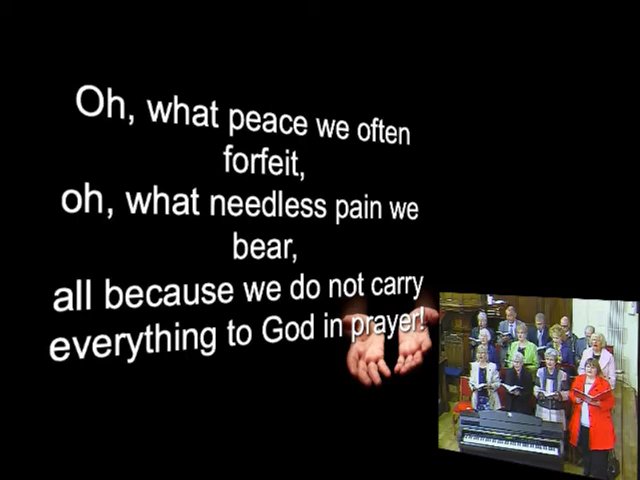 Oh, what peace we often
forfeit,
oh, what needless pain we
bear,
all because we do not carry
everything to God in prayer!